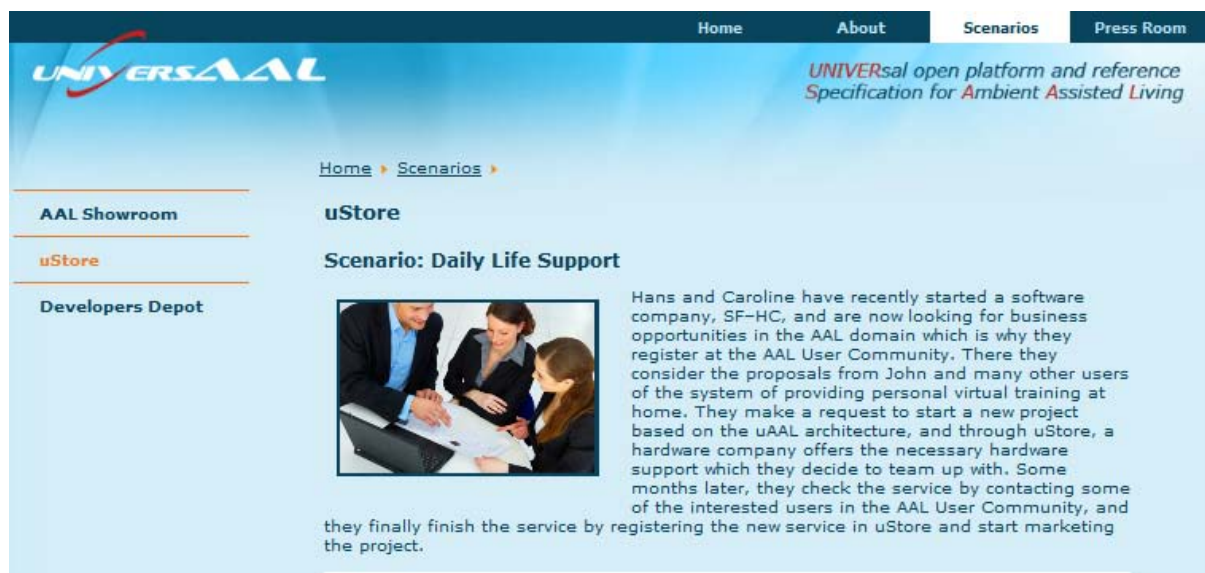 Home About Scenarios Press Room
UNIVERSAAL
UNIVERsal open platform and reference
Specification for Ambient Assisted Living
Home Scenarios
AAL Showroom
uStore
Developers Depot
uStore
Scenario: Daily Life Support
Hans and Caroline have recently started a software
company, SF-HC, and are now looking for business
opportunities in the AAL domain which is why they
register at the AAL User Community. There they
consider the proposals from John and many other users
of the system of providing personal virtual training at
home. They make a request to start a new project
based on the uAAL architecture, and through uStore, a
hardware company offers the necessary hardware
support which they decide to team up with. Some
months later, they check the service by contacting some
of the interested users in the AAL User Community, and
they finally finish the service by registering the new service in uStore and start marketing
the project.